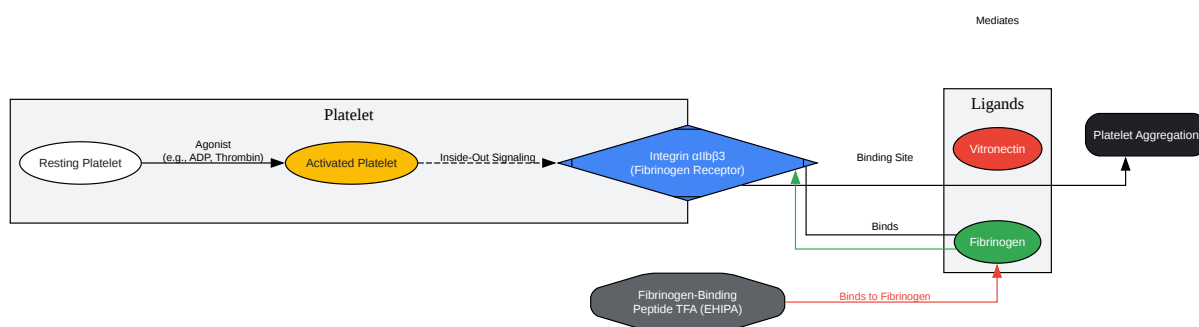 Mediates
Platelet
Ligands
Resting Platelet
Agonist
(e.g., ADP, Thrombin)
Activated Platelet
Inside-Out Signaling
Integrin αIIbβ3
(Fibrinogen Receptor)
Binding Site
Vitronectin
Platelet Aggregation
Binds
Fibrinogen
Fibrinogen-Binding
Peptide TFA (EHIPA)
Binds to Fibrinogen